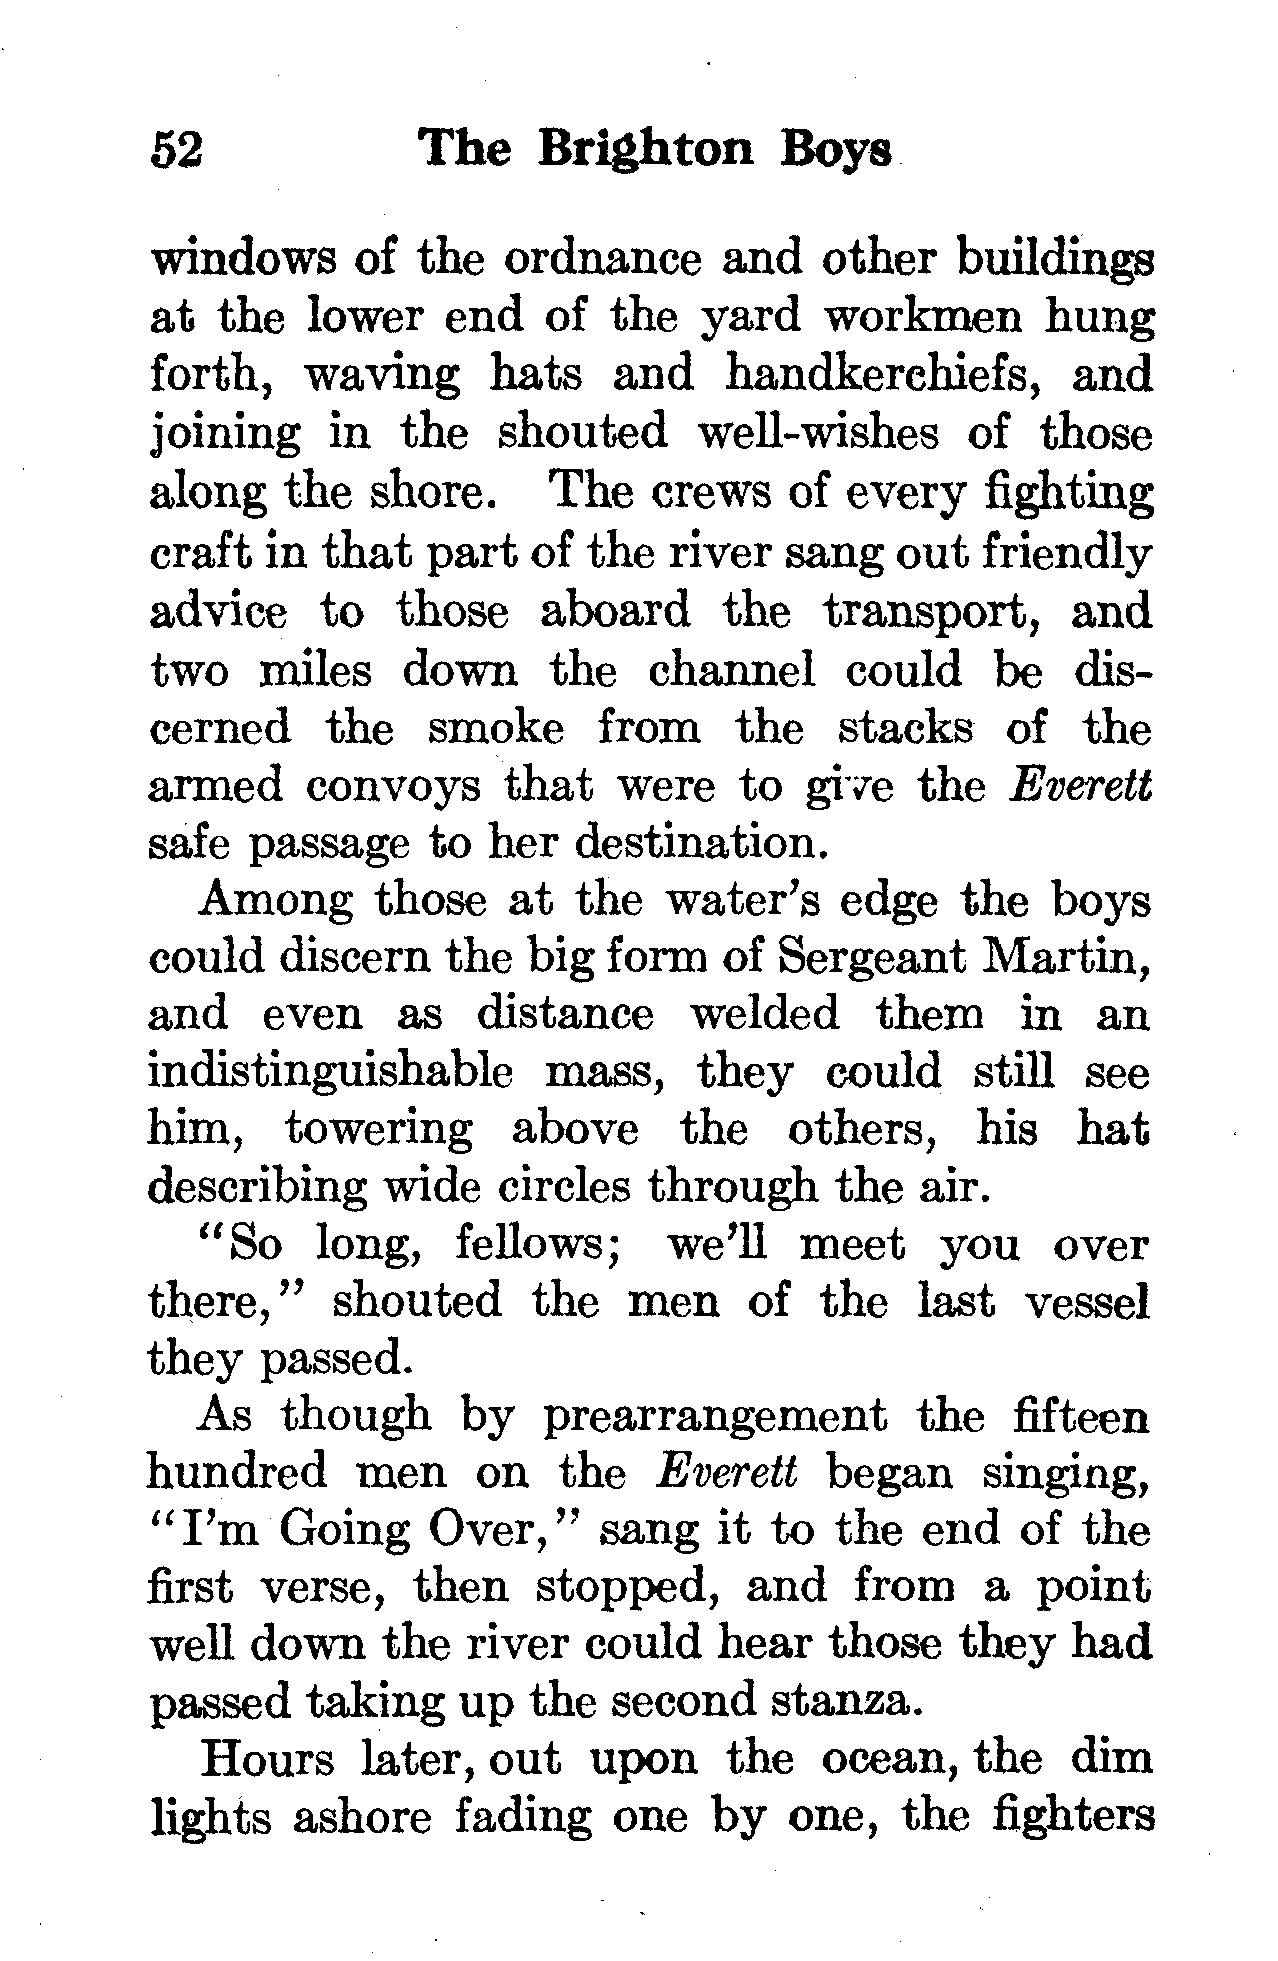 52 The Brighton Boys
windows of the ordnance and other buildings
at the lower end of the yard workmen hung
forth, waving hats and handkerchiefs, and
joining in the shouted well-wishes of those
along the shore. The crews of every fighting
craft in that part of the river sang out friendly
advice to those aboard the transport, and
two miles down the channel could be dis-
cerned the smoke from the stacks of the
armed convoys that were to give the Everett
safe passage to her destination.
Among those at the water's edge the boys
could discern the big form of Sergeant Martin,
and even as distance welded them in an
indistinguishable mass, they could still see
him, towering above the others, his hat
describing wide circles through the air.
"So long, fellows; we'll meet you over
there," shouted the men of the last vessel
they passed.
As though by prearrangement the fifteen
hundred men on the Everett began singing,
"I'm Going Over," sang it to the end of the
first verse, then stopped, and from a point
well down the river could hear those they had
passed taking up the second stanza.
Hours later, out upon the ocean, the dim
lights ashore fading one by one, the fighters